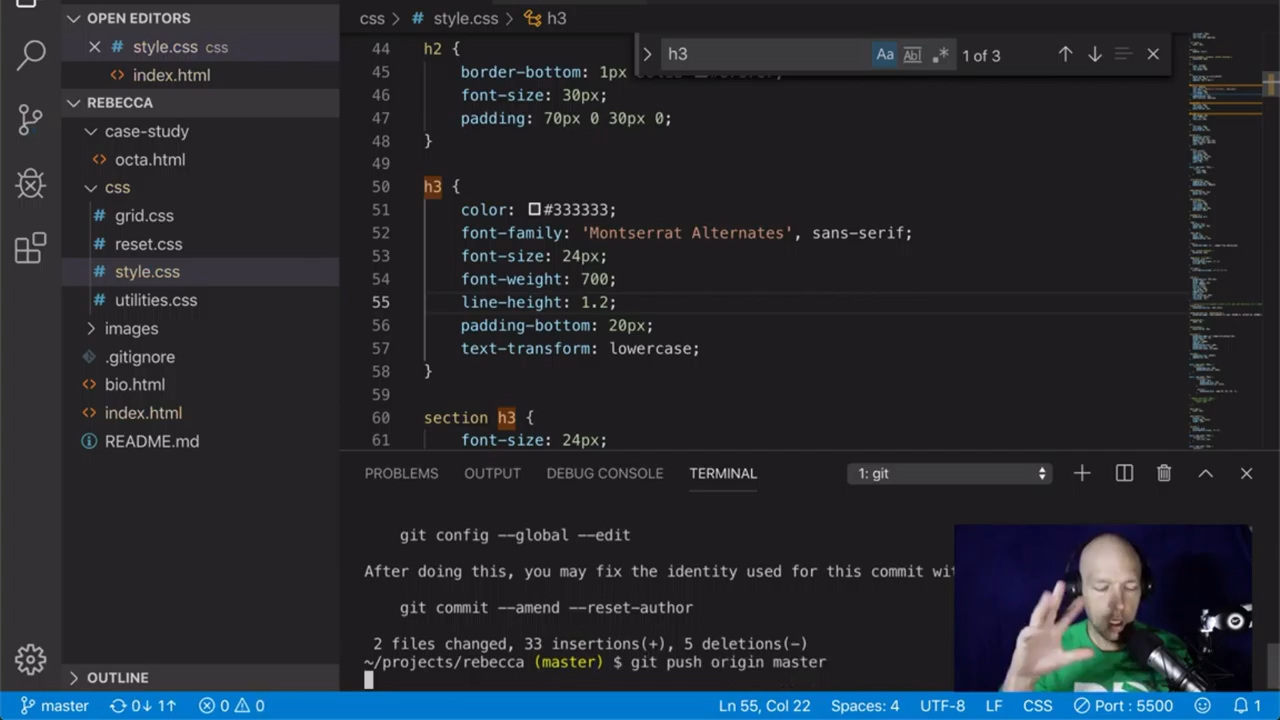 OPEN EDITORS
style.css css
index.html
REBECCA
case-study
octa.html
css
grid.css
reset.css
style.css
utilities.css
images
.gitignore
bio.html
index.html
README.md
OUTLINE
css > # style.css > h3
h3
Aa Abl .* 1 of 3
44 h2 {
45 border-bottom: 1px
46 font-size: 30px;
47 padding: 70px 0 30px 0;
48 }
49
50 h3 {
51 color: #333333;
52 font-family: 'Montserrat Alternates', sans-serif;
53 font-size: 24px;
54 font-weight: 700;
55 line-height: 1.2;
56 padding-bottom: 20px;
57 text-transform: lowercase;
58 }
59
60 section h3 {
61 font-size: 24px;
PROBLEMS OUTPUT DEBUG CONSOLE TERMINAL 1: git
git config --global --edit
After doing this, you may fix the identity used for this commit wi
git commit --amend --reset-author
2 files changed, 33 insertions(+), 5 deletions(-)
~/projects/rebecca (master) $ git push origin master
master 0↓ 1↑ 0 0 Ln 55, Col 22 Spaces: 4 UTF-8 LF CSS Port : 5500 1